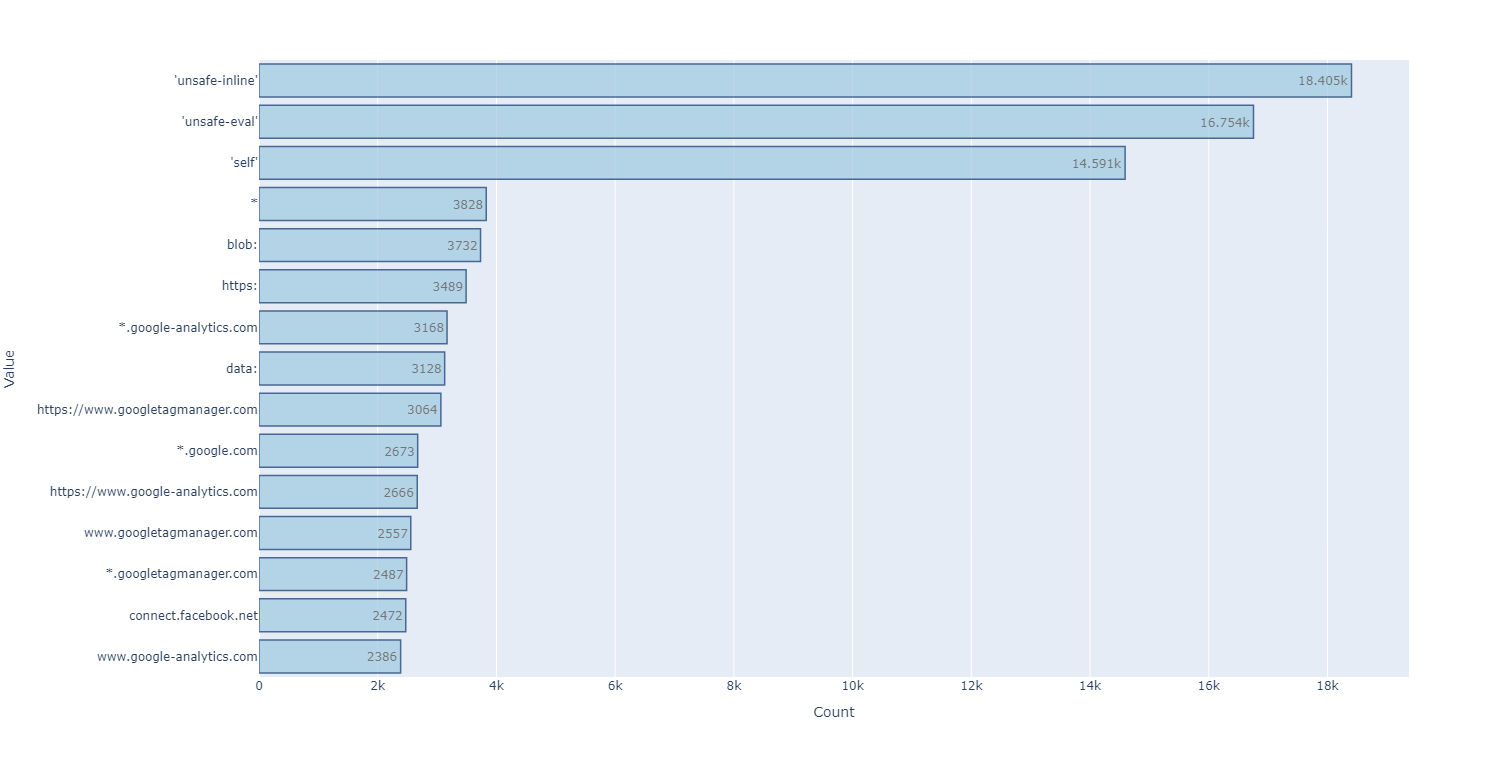 'unsafe-inline' 18.405k
'unsafe-eval' 16.754k
'self' 14.591k
* 3828
blob: 3732
https: 3489
*.google-analytics.com 3168
data: 3128
https://www.googletagmanager.com 3064
*.google.com 2673
https://www.google-analytics.com 2666
www.googletagmanager.com 2557
*.googletagmanager.com 2487
connect.facebook.net 2472
www.google-analytics.com 2386
Value
0 2k 4k 6k 8k 10k 12k 14k 16k 18k
Count